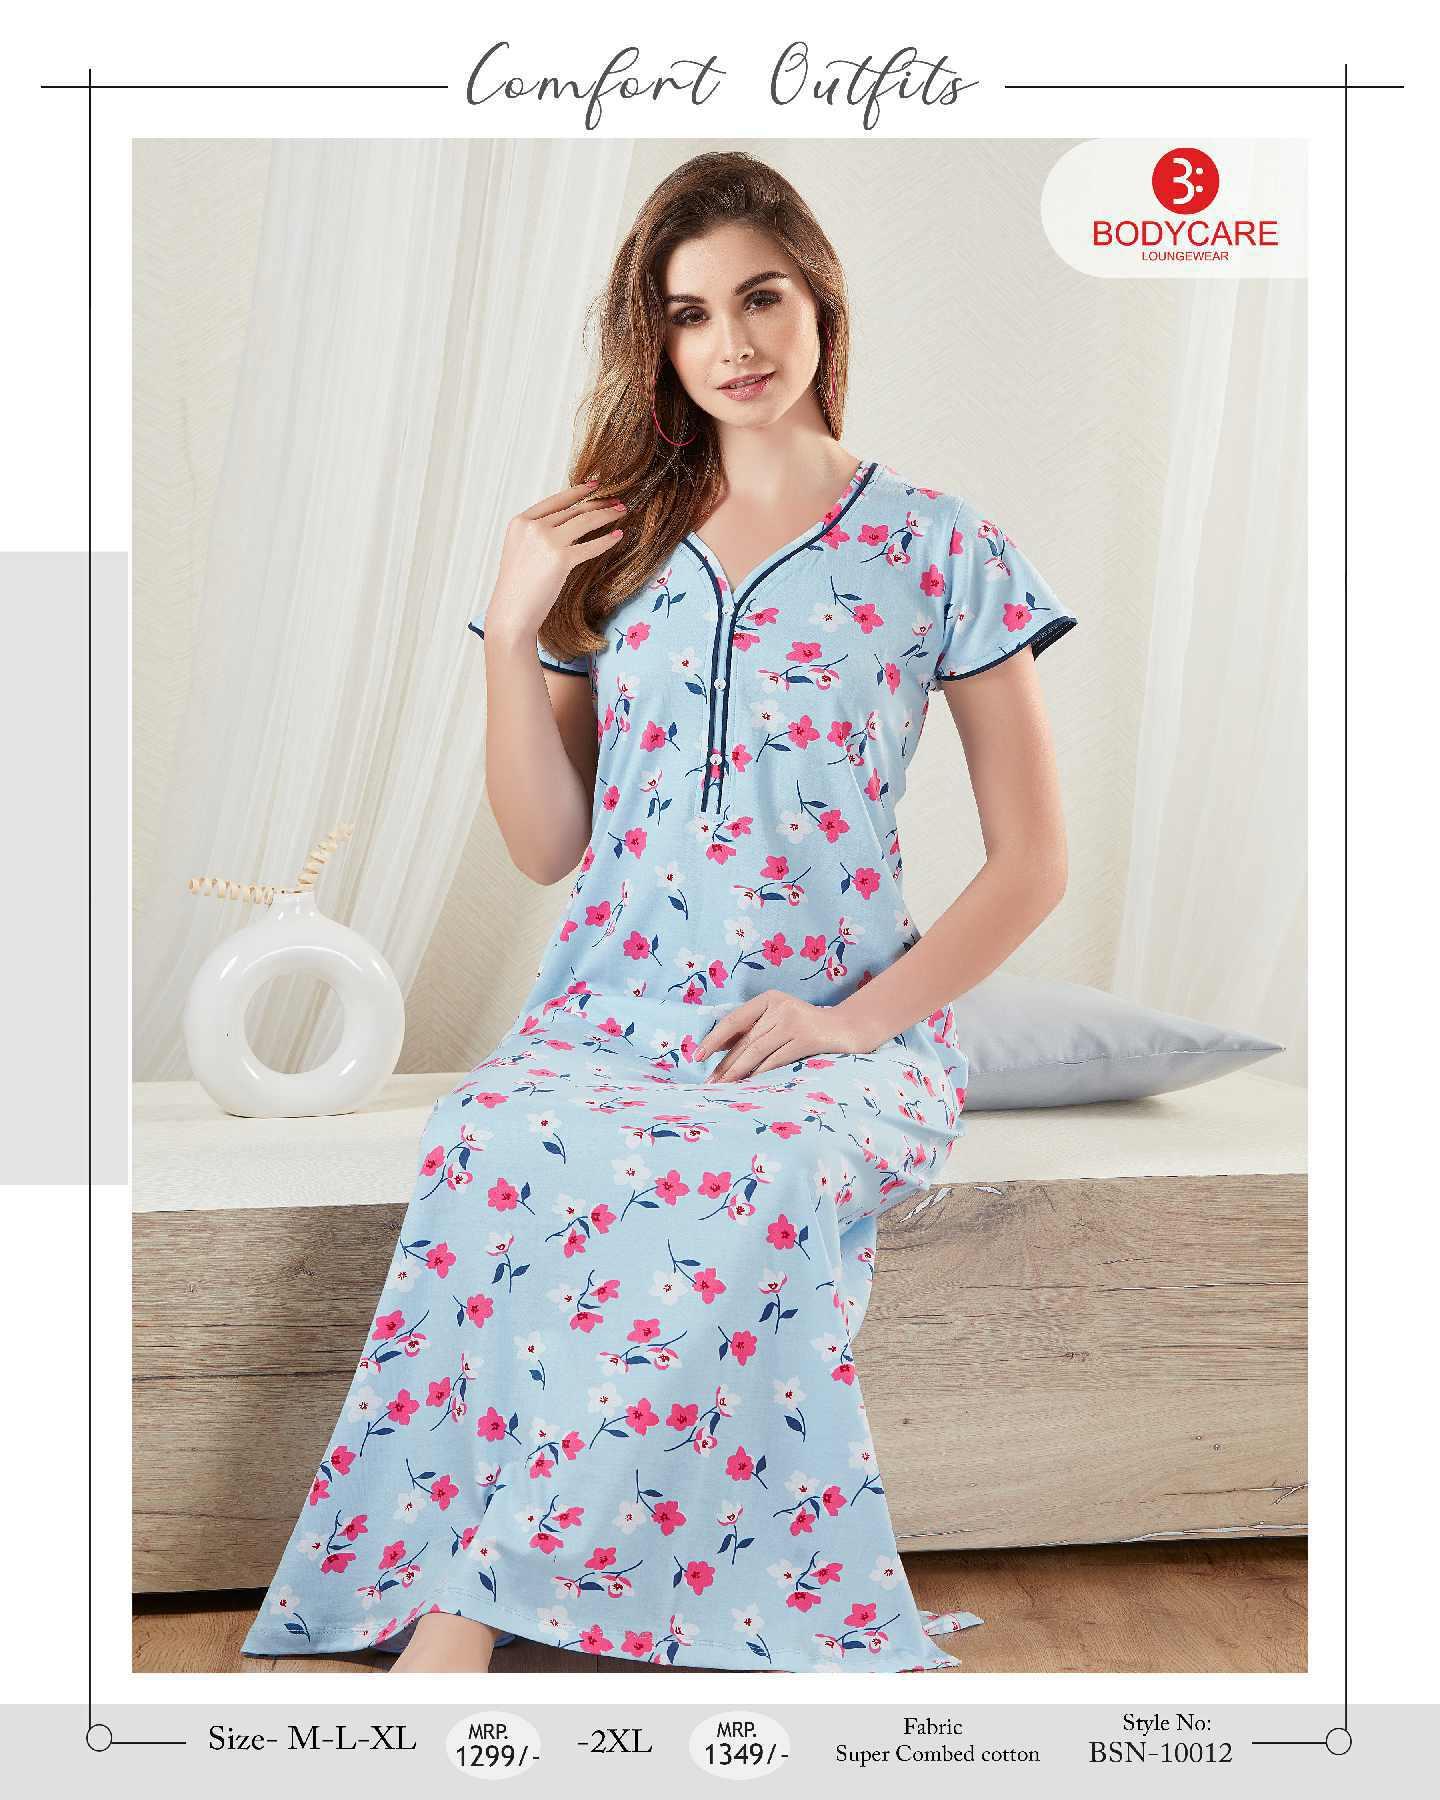 Comfort Outfits
B:
BODYCARE
LOUNGEWEAR
Size- M-L-XL
MRP.
1299/-
-2XL
MRP.
1349/-
Fabric
Super Combed cotton
Style No:
BSN-10012